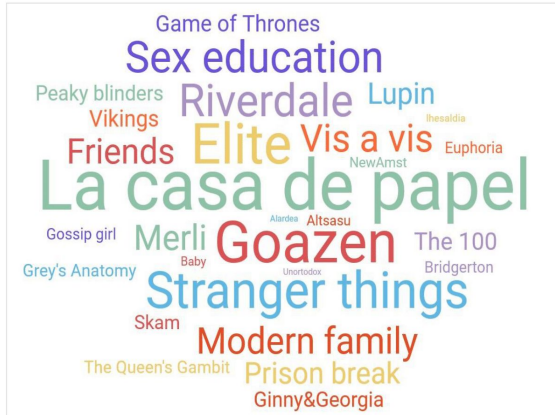 Game of Thrones
Sex education
Peaky blinders
Riverdale
Lupin
Vikings
Ihesaldia
Friends
Elite
Vis a vis
Euphoria
NewAmst
La casa de papel
Alardea
Altsasu
Gossip girl
Merli
Goazen
The 100
Baby
Grey's Anatomy
Unortodox
Bridgerton
Stranger things
Skam
Modern family
The Queen's Gambit
Prison break
Ginny&Georgia